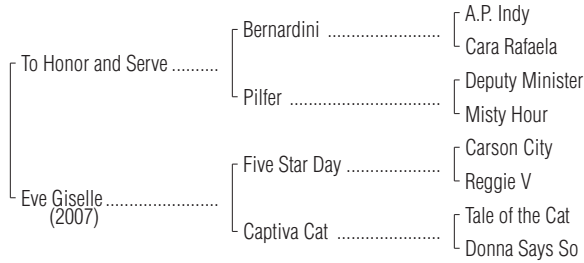 A.P. Indy
Bernardini ....................
Cara Rafaela
To Honor and Serve ..........
Deputy Minister
Pilfer ...........................
Misty Hour
Carson City
Five Star Day .................
Reggie V
Eve Giselle ......................
(2007)
Tale of the Cat
Captiva Cat ...................
Donna Says So